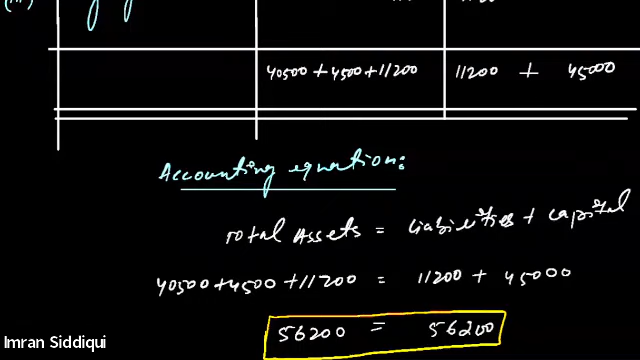 40500 + 4500 + 11200 11200 + 45000
Accounting equation:
Total Assets = Liabilities + Capital
40500 + 4500 + 11200 = 11200 + 45000
56200 = 56200
Imran Siddiqui